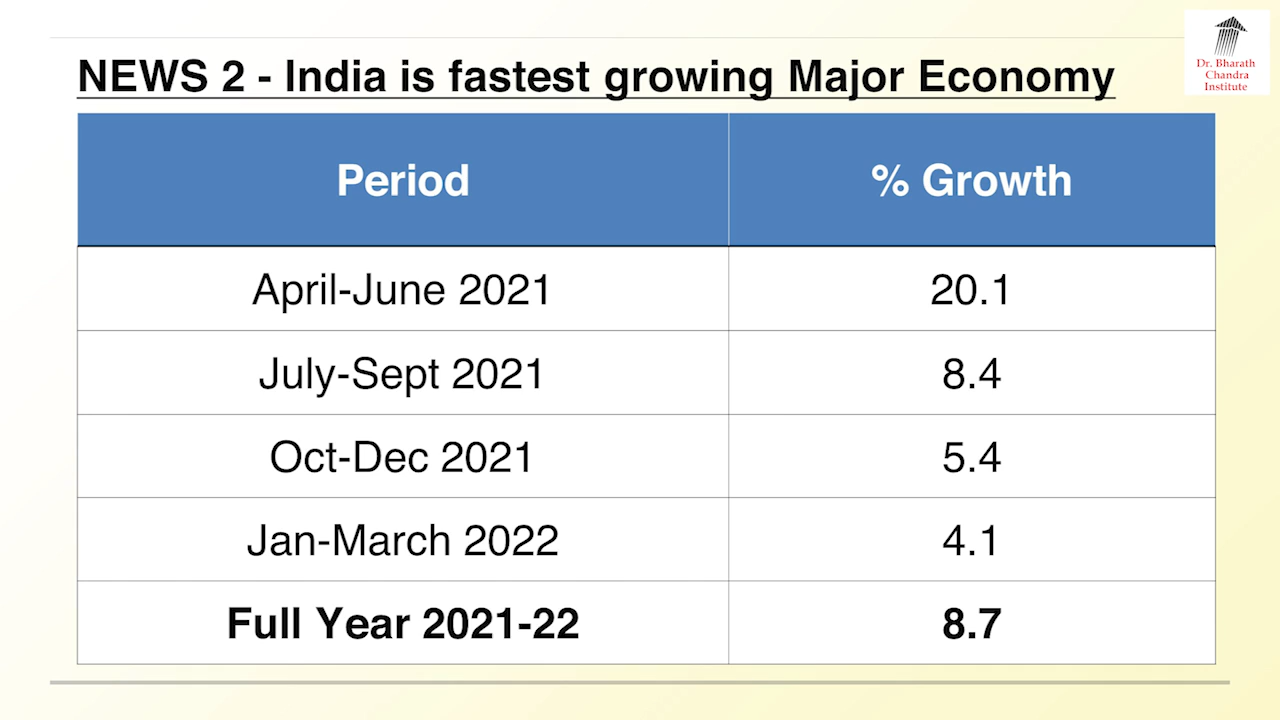 Dr. Bharath
Chandra
Institute
NEWS 2 - India is fastest growing Major Economy
Period % Growth
April-June 2021 20.1
July-Sept 2021 8.4
Oct-Dec 2021 5.4
Jan-March 2022 4.1
Full Year 2021-22 8.7